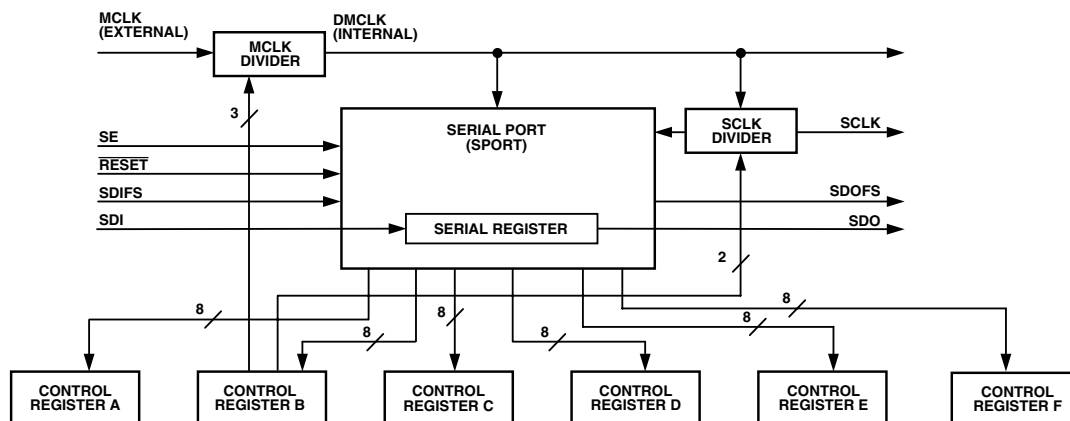 MCLK
(EXTERNAL)
MCLK
DIVIDER
DMCLK
(INTERNAL)
3
SE
RESET
SDIFS
SDI
SERIAL PORT
(SPORT)
SERIAL REGISTER
SCLK
DIVIDER
SCLK
SDOFS
SDO
2
8
8
8
8
8
8
CONTROL
REGISTER A
CONTROL
REGISTER B
CONTROL
REGISTER C
CONTROL
REGISTER D
CONTROL
REGISTER E
CONTROL
REGISTER F